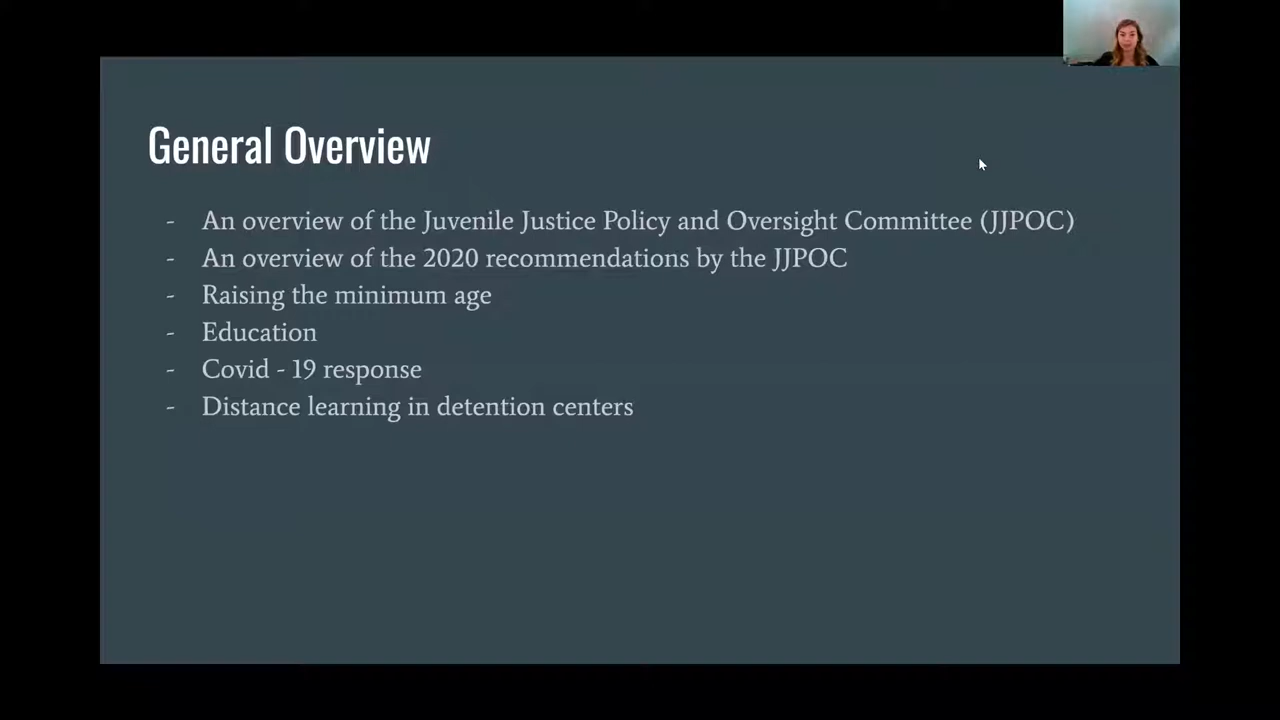 General Overview
- An overview of the Juvenile Justice Policy and Oversight Committee (JJPOC)
- An overview of the 2020 recommendations by the JJPOC
- Raising the minimum age
- Education
- Covid - 19 response
- Distance learning in detention centers